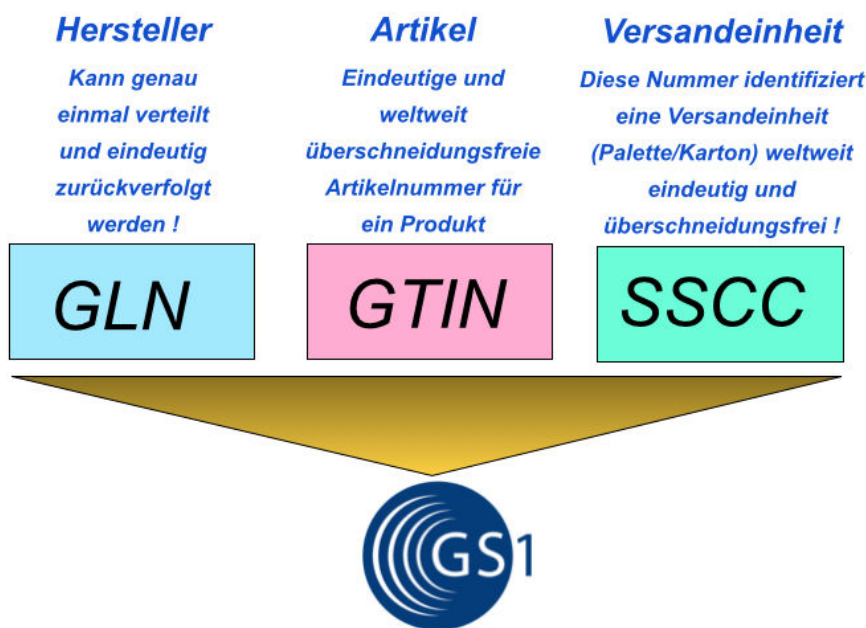 Hersteller
Kann genau
einmal verteilt
und eindeutig
zurückverfolgt
werden !
GLN
Artikel
Eindeutige und
weltweit
überschneidungsfreie
Artikelnummer für
ein Produkt
GTIN
Versandeinheit
Diese Nummer identifiziert
eine Versandeinheit
(Palette/Karton) weltweit
eindeutig und
überschneidungsfrei !
SSCC
GS1